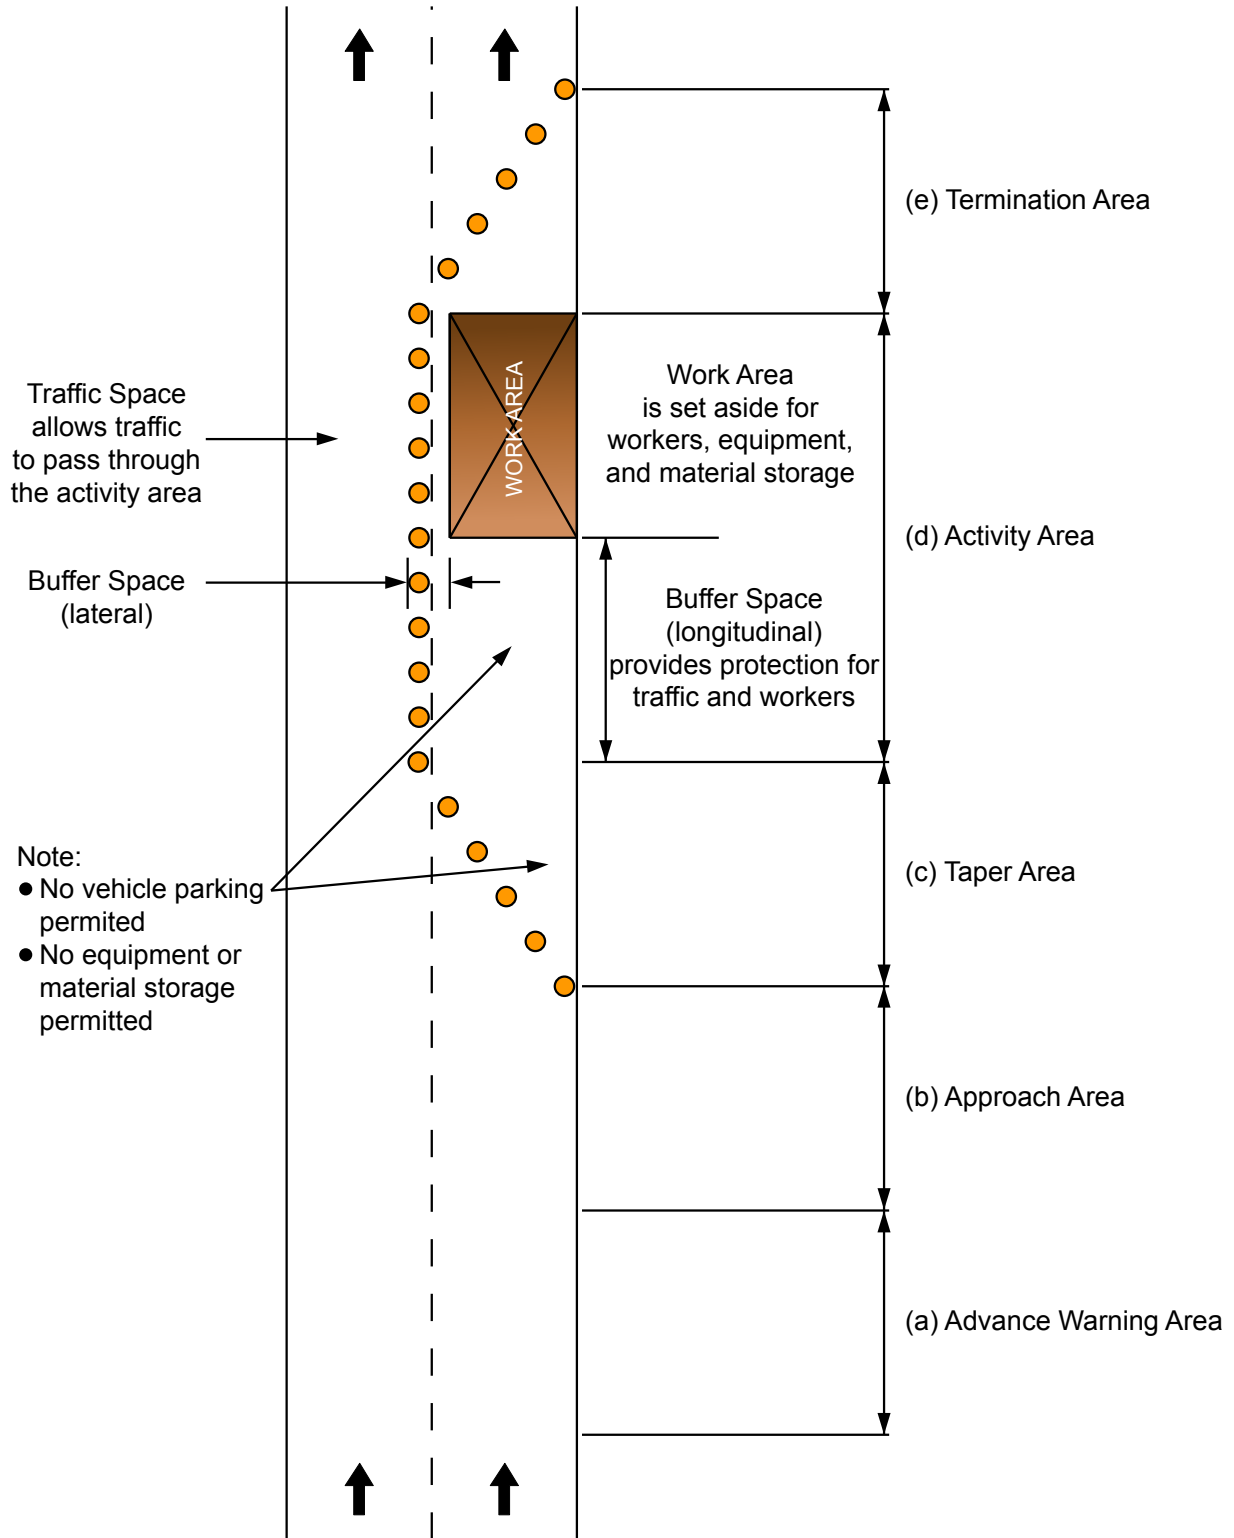 (e) Termination Area
Traffic Space
allows traffic
to pass through
the activity area
WORK AREA
Work Area
is set aside for
workers, equipment,
and material storage
(d) Activity Area
Buffer Space
(lateral)
Buffer Space
(longitudinal)
provides protection for
traffic and workers
Note:
● No vehicle parking
permited
● No equipment or
material storage
permitted
(c) Taper Area
(b) Approach Area
(a) Advance Warning Area